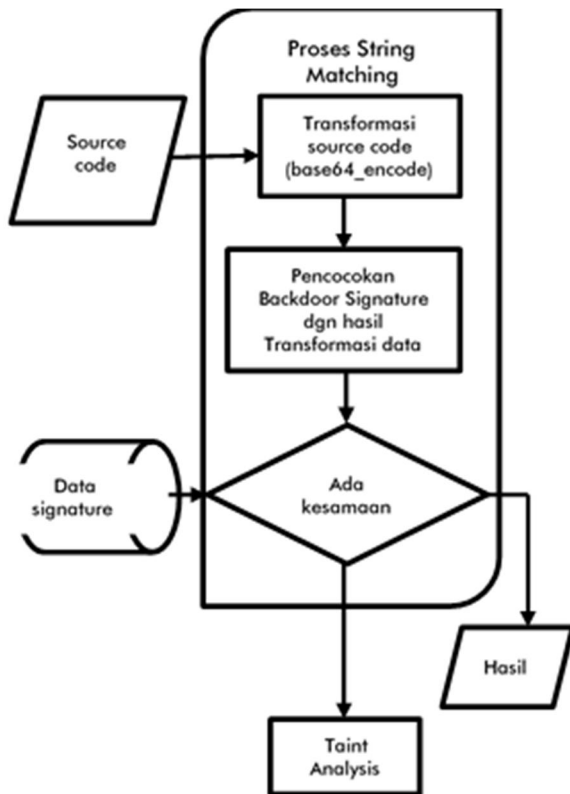 Proses String
Matching
Source
code
Transformasi
source code
(base64_encode)
Pencocokan
Backdoor Signature
dgn hasil
Transformasi data
Data
signature
Ada
kesamaan
Hasil
Taint
Analysis